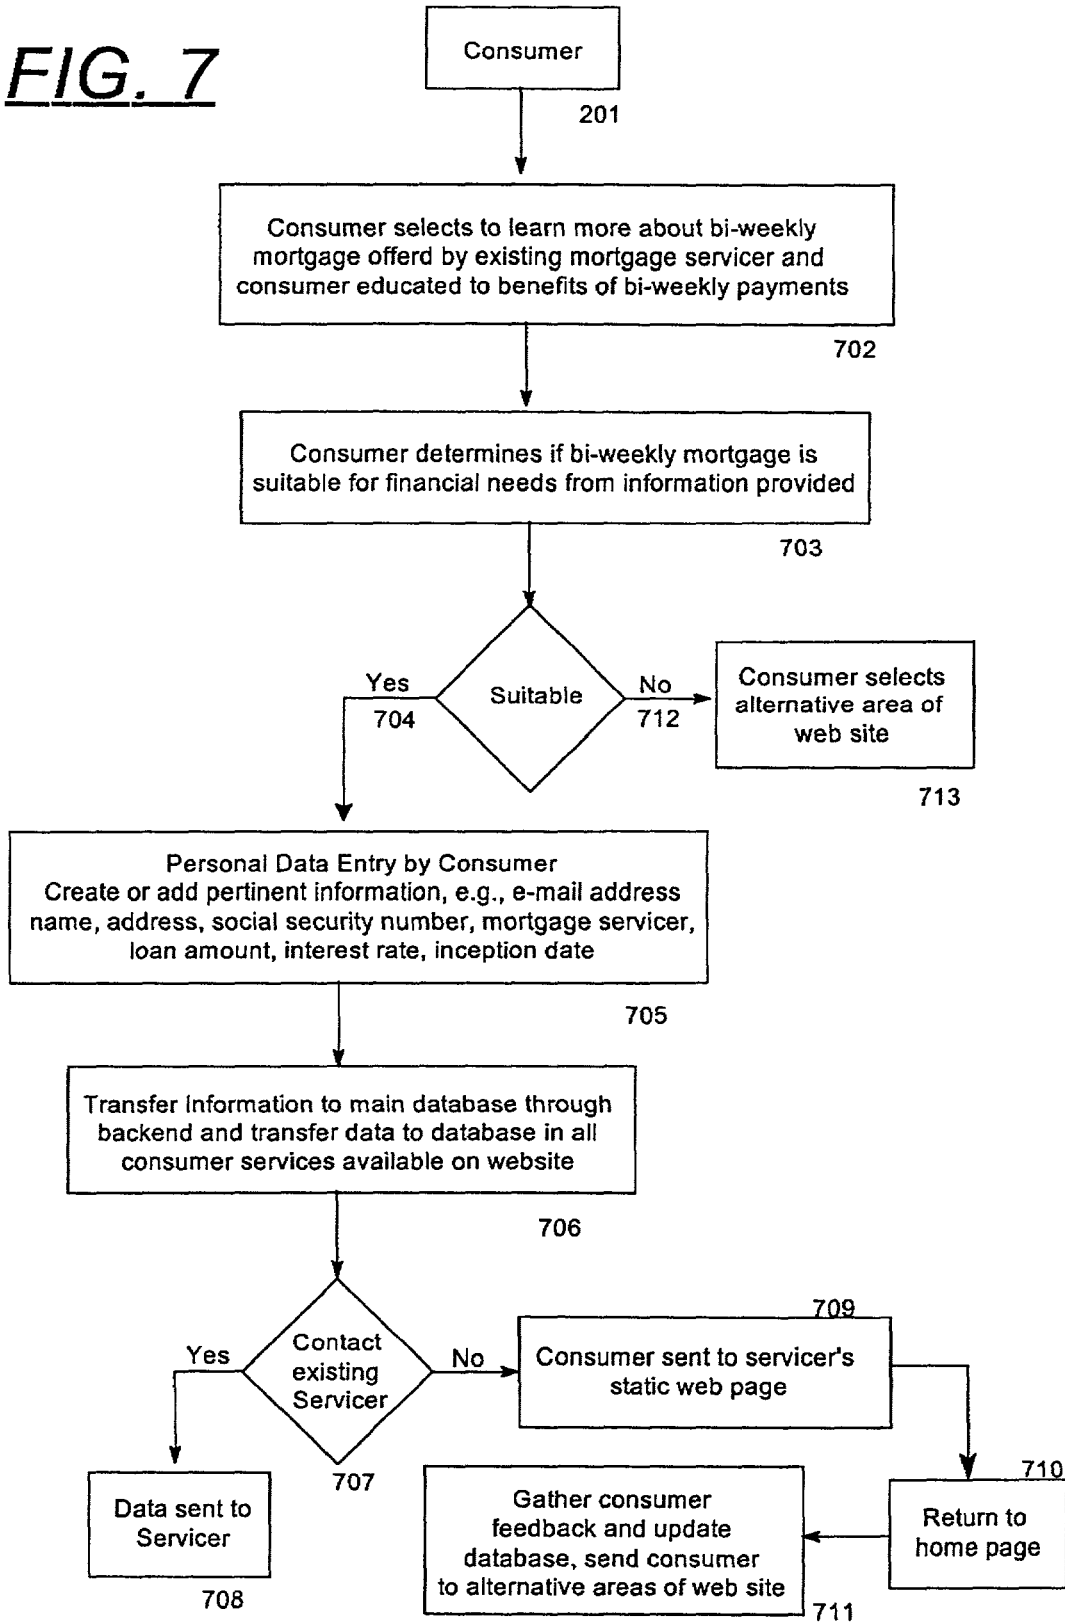 FIG. 7
Consumer
201
Consumer selects to learn more about bi-weekly
mortgage offerd by existing mortgage servicer and
consumer educated to benefits of bi-weekly payments
702
Consumer determines if bi-weekly mortgage is
suitable for financial needs from information provided
703
Suitable
Yes
704
No
712
Consumer selects
alternative area of
web site
713
Personal Data Entry by Consumer
Create or add pertinent information, e.g., e-mail address
name, address, social security number, mortgage servicer,
loan amount, interest rate, inception date
705
Transfer Information to main database through
backend and transfer data to database in all
consumer services available on website
706
Contact
existing
Servicer
707
Yes
No
Data sent to
Servicer
708
709
Consumer sent to servicer's
static web page
710
Return to
home page
Gather consumer
feedback and update
database, send consumer
to alternative areas of web site
711